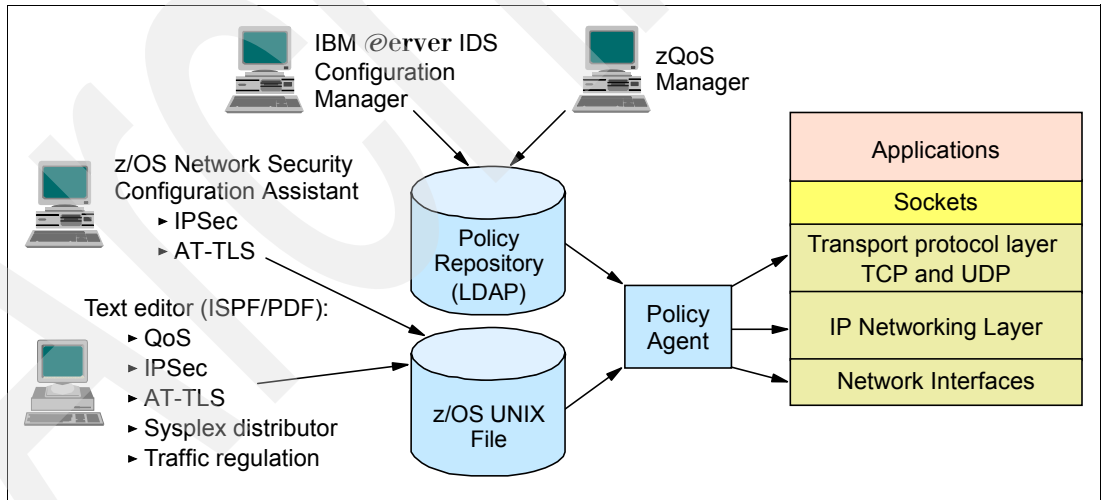 IBM eserver IDS
Configuration
Manager
zQoS
Manager
z/OS Network Security
Configuration Assistant
► IPSec
► AT-TLS
Text editor (ISPF/PDF):
► QoS
► IPSec
► AT-TLS
► Sysplex distributor
► Traffic regulation
Policy
Repository
(LDAP)
z/OS UNIX
File
Policy
Agent
Applications
Sockets
Transport protocol layer
TCP and UDP
IP Networking Layer
Network Interfaces